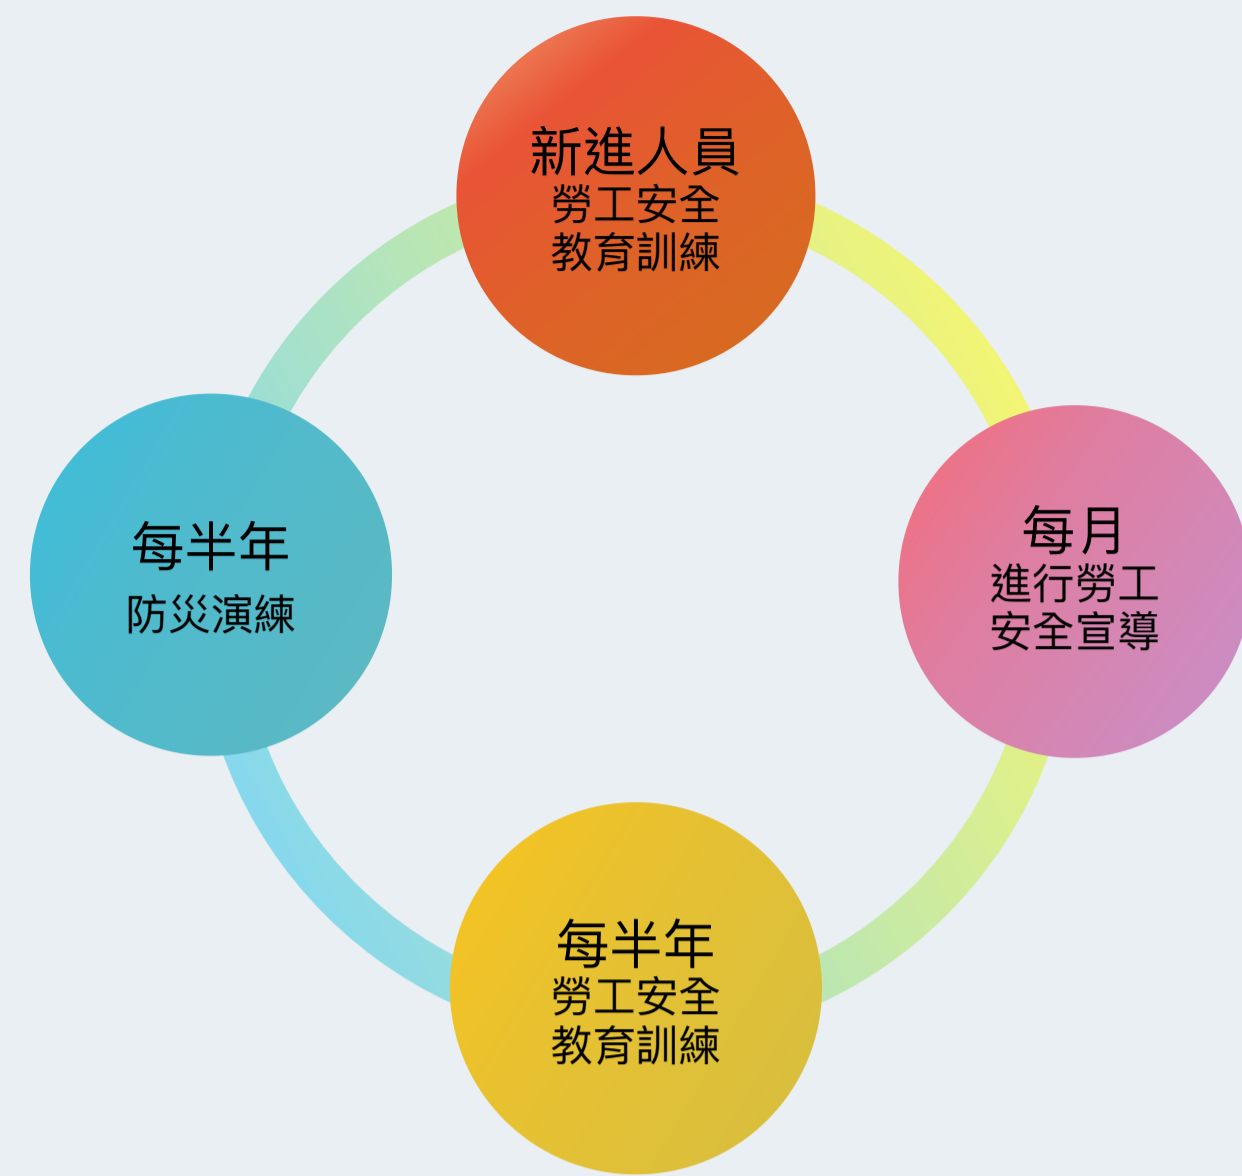 新進人員
勞工安全
教育訓練
每月
進行勞工
安全宣導
每半年
勞工安全
教育訓練
每半年
防災演練